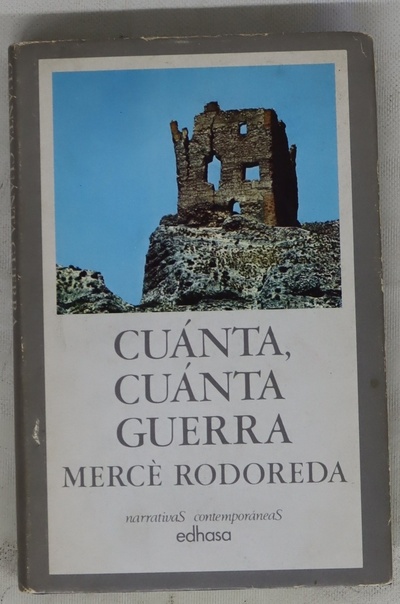 CUÁNTA,
CUÁNTA
GUERRA
MERCÈ RODOREDA
narrativaS contemporáneaS
edhasa